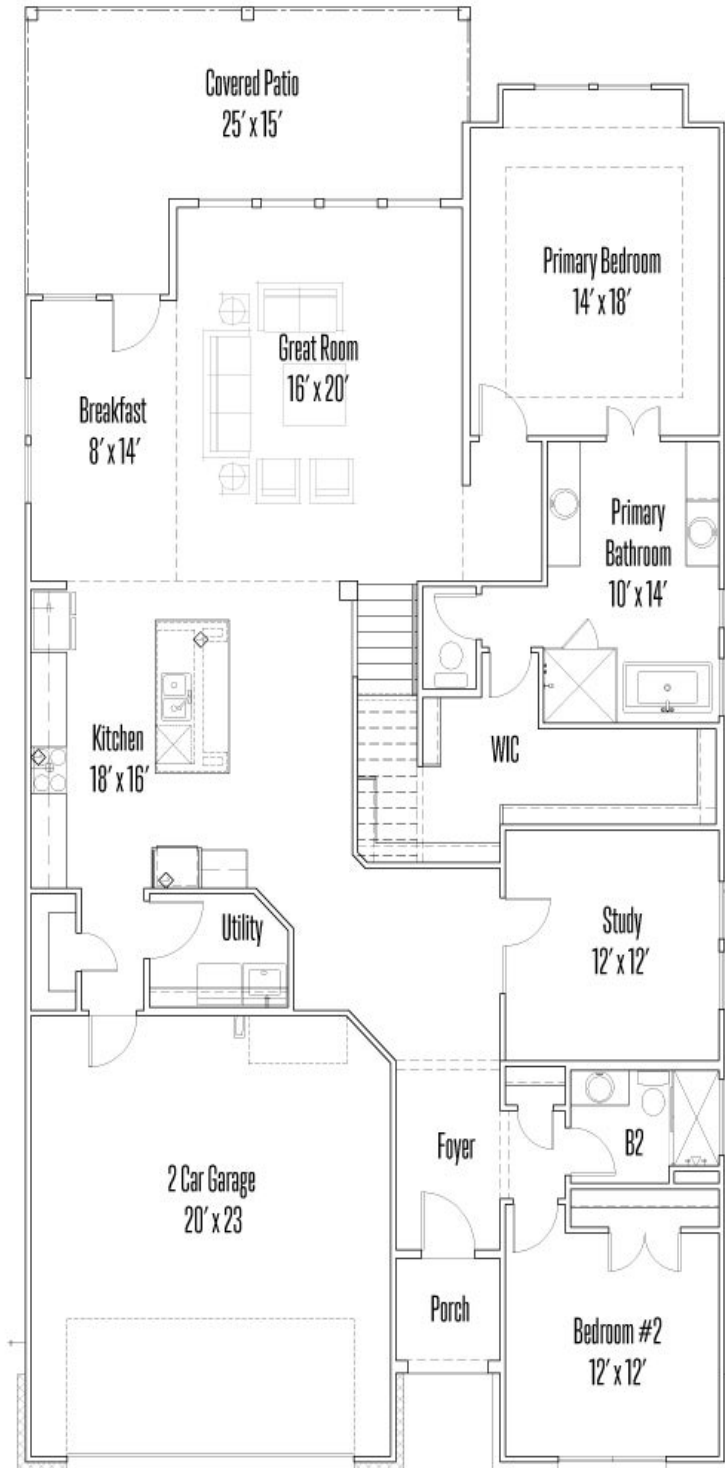 Covered Patio
25' x 15'
Primary Bedroom
14' x 18'
Great Room
16' x 20'
Breakfast
8' x 14'
Primary
Bathroom
10' x 14'
Kitchen
18' x 16'
WIC
Utility
Study
12' x 12'
Foyer
B2
2 Car Garage
20' x 23
Porch
Bedroom #2
12' x 12'